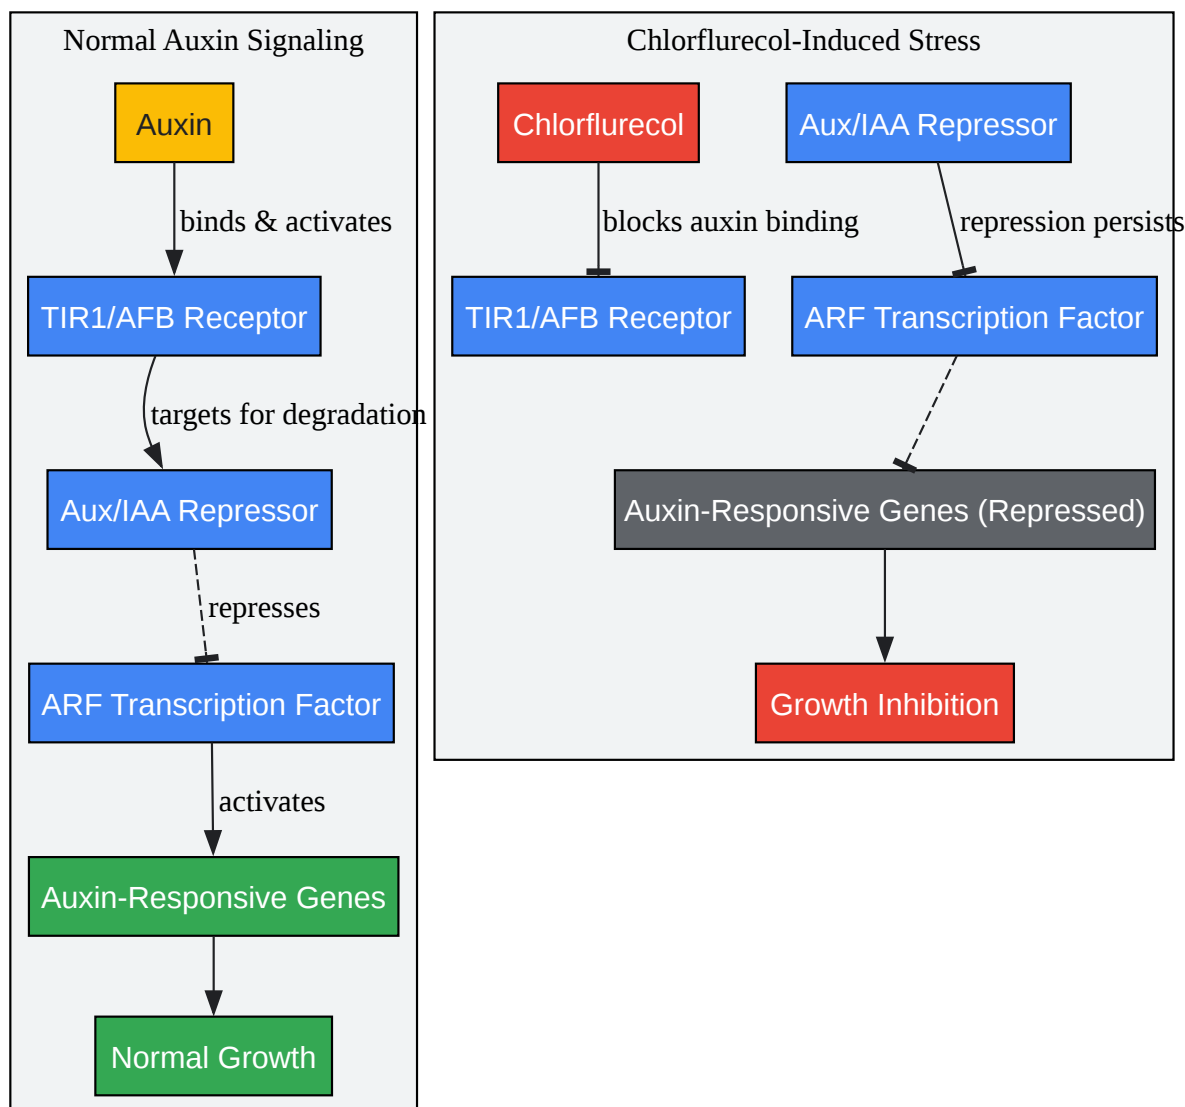 Normal Auxin Signaling
Auxin
binds & activates
TIR1/AFB Receptor
targets for degradation
Aux/IAA Repressor
represses
ARF Transcription Factor
activates
Auxin-Responsive Genes
Normal Growth
Chlorflurecol-Induced Stress
Chlorflurecol
Aux/IAA Repressor
blocks auxin binding
repression persists
TIR1/AFB Receptor
ARF Transcription Factor
Auxin-Responsive Genes (Repressed)
Growth Inhibition